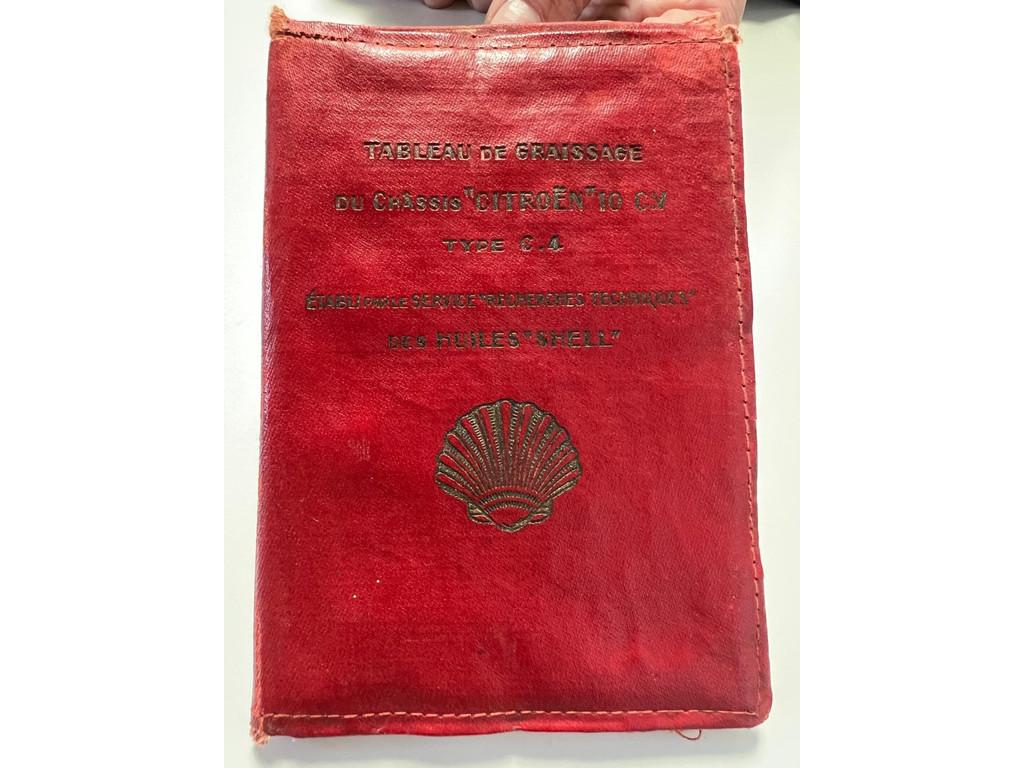 TABLEAU DE GRAISSAGE
DU CHÂSSIS "CITROËN" 10 C.V
TYPE C.4
ÉTABLI PAR LE SERVICE "RECHERCHES TECHNIQUES"
DES HUILES "SHELL"